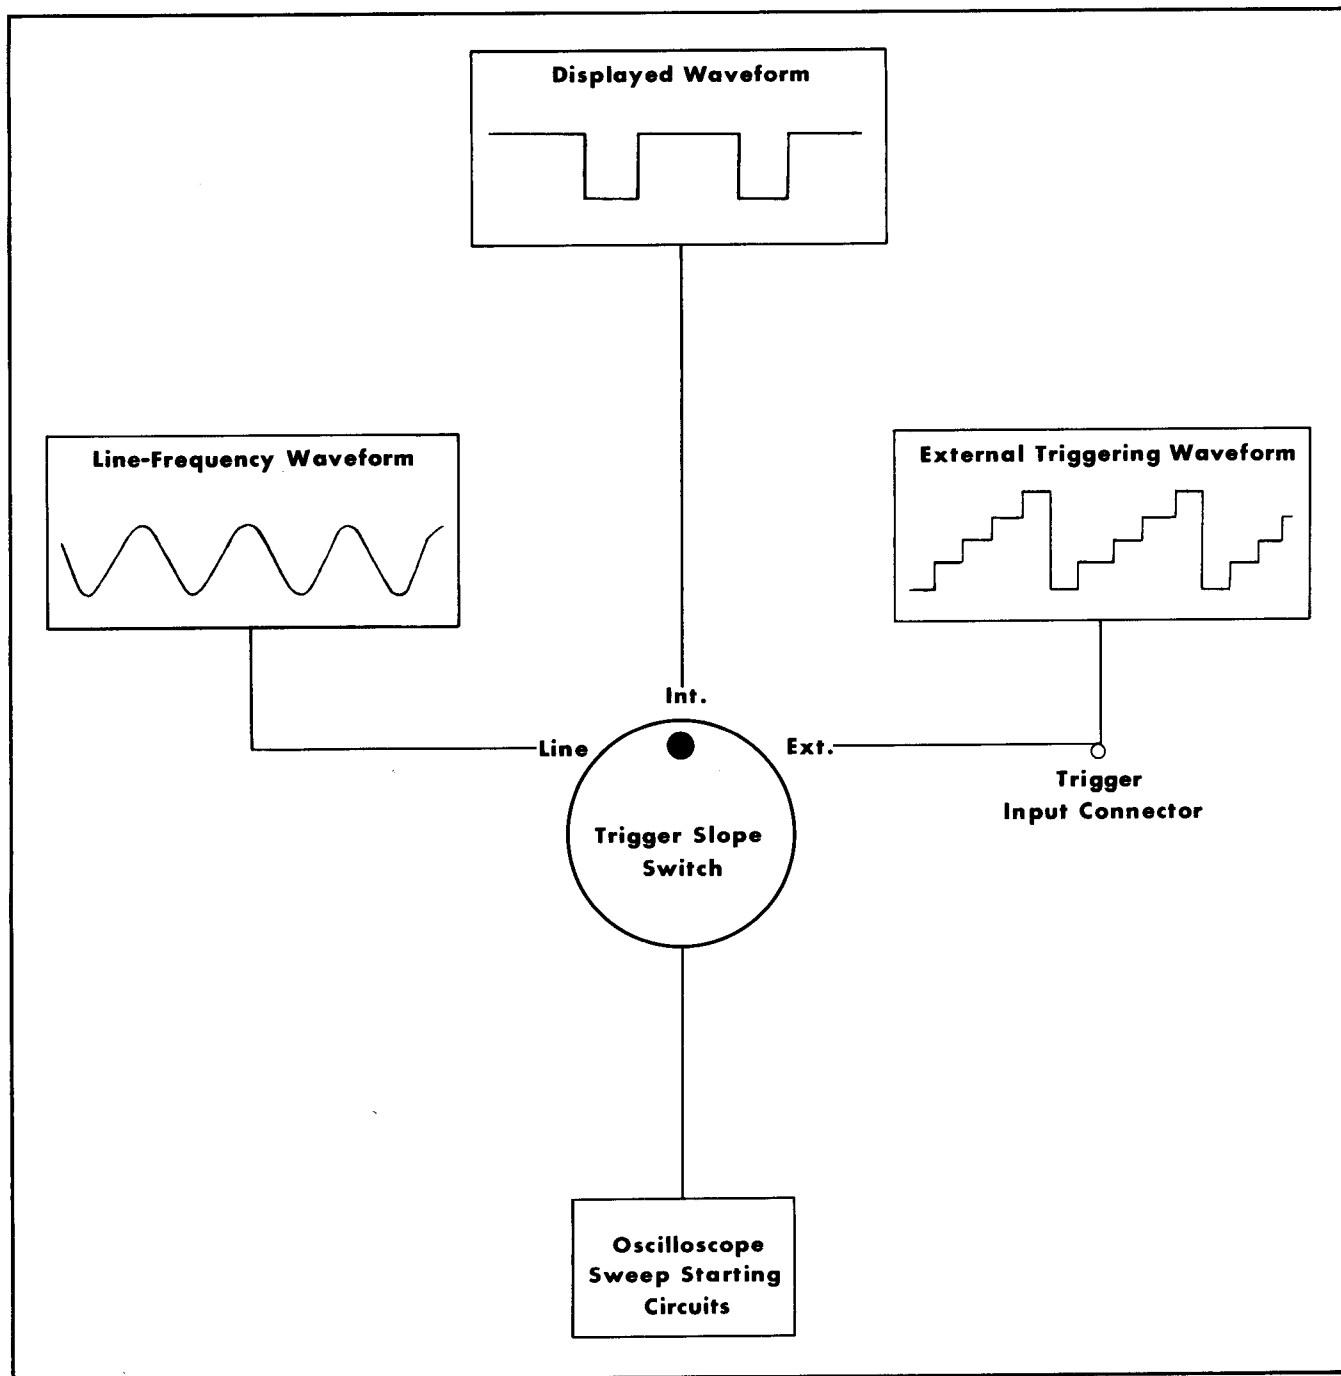 Displayed Waveform
Line-Frequency Waveform
External Triggering Waveform
Int.
Line
Ext.
Trigger
Input Connector
Trigger Slope
Switch
Oscilloscope
Sweep Starting
Circuits